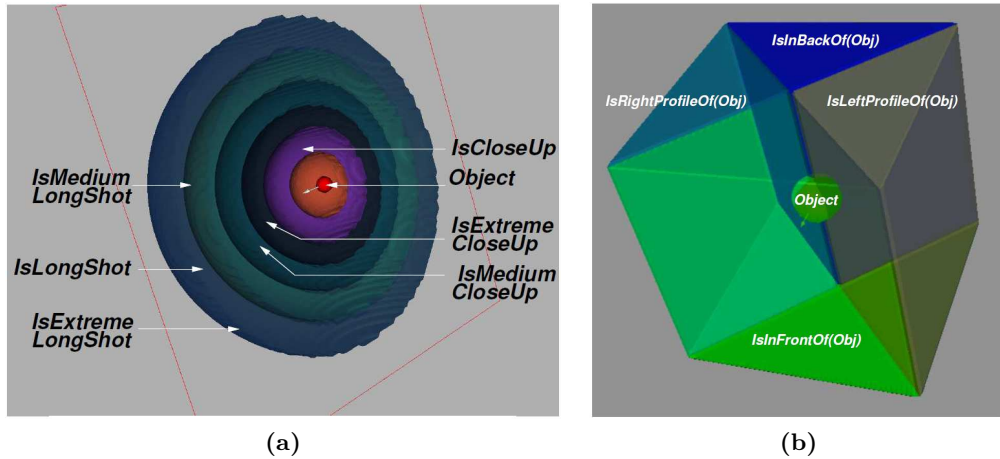 IsCloseUp
Object
IsExtreme
CloseUp
IsMedium
CloseUp
IsMedium
LongShot
IsLongShot
IsExtreme
LongShot
(a)
IsInBackOf(Obj)
IsRightProfileOf(Obj)
IsLeftProfileOf(Obj)
Object
IsInFrontOf(Obj)
(b)